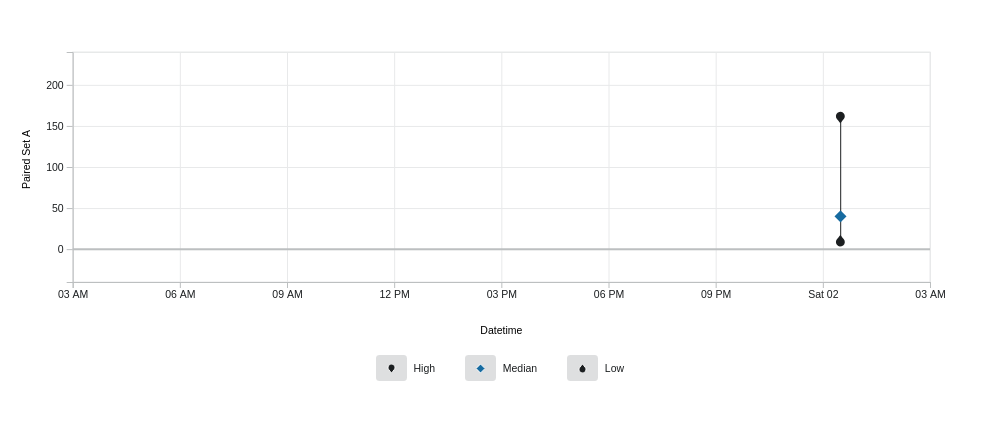 200
150
100
50
0
Paired Set A
03 AM 06 AM 09 AM 12 PM 03 PM 06 PM 09 PM Sat 02 03 AM
Datetime
High Median Low